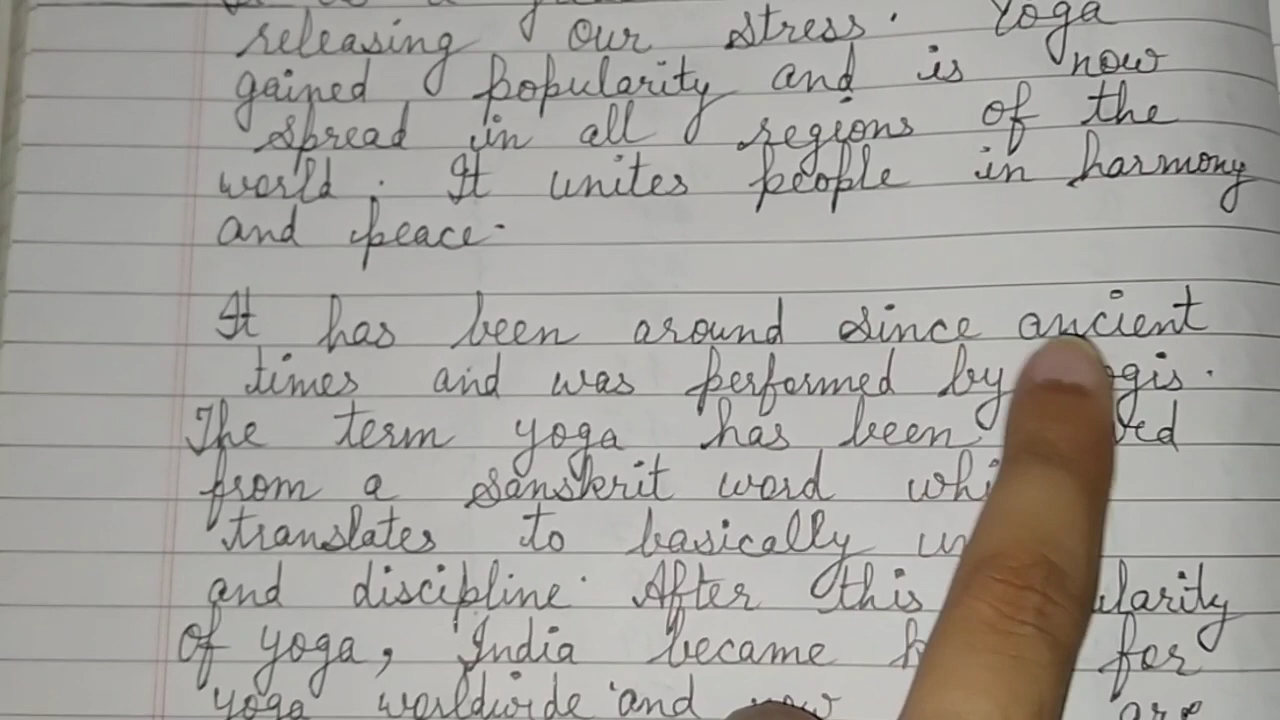 releasing our stress. Yoga
gained popularity and is now
spread in all regions of the
world. It unites people in harmony
and peace.
It has been around since ancient
times and was performed by
The term yoga has been
from a Sanskrit word
translates to basically
and discipline. After this
of yoga, India became for
yoga worldwide and now are